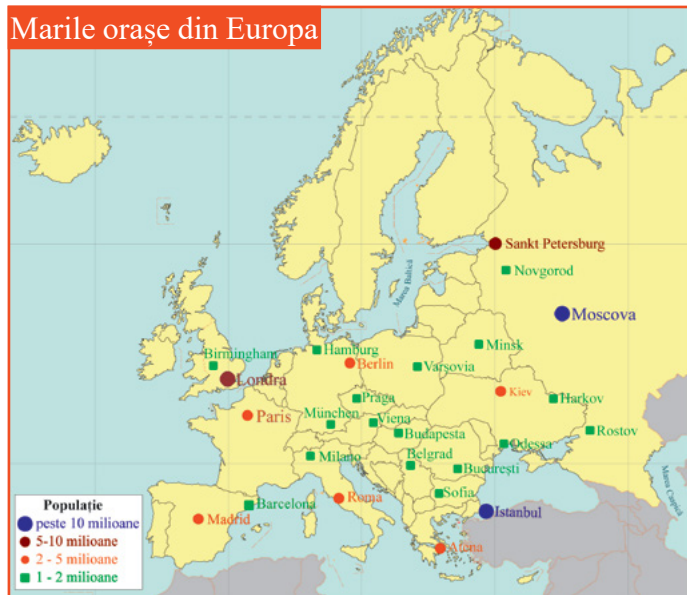 Marile orașe din Europa
Sankt Petersburg
Novgorod
Marea Baltică
Moscova
Minsk
Hamburg
Birmingham
Berlin
Varșovia
Londra
Kiev
Harkov
Praga
Paris
München
Viena
Rostov
Budapesta
Odessa
Milano
Belgrad
București
Marea Caspică
Roma
Sofia
Barcelona
Istanbul
Madrid
Atena
Populație
peste 10 milioane
5-10 milioane
2 - 5 milioane
1 - 2 milioane